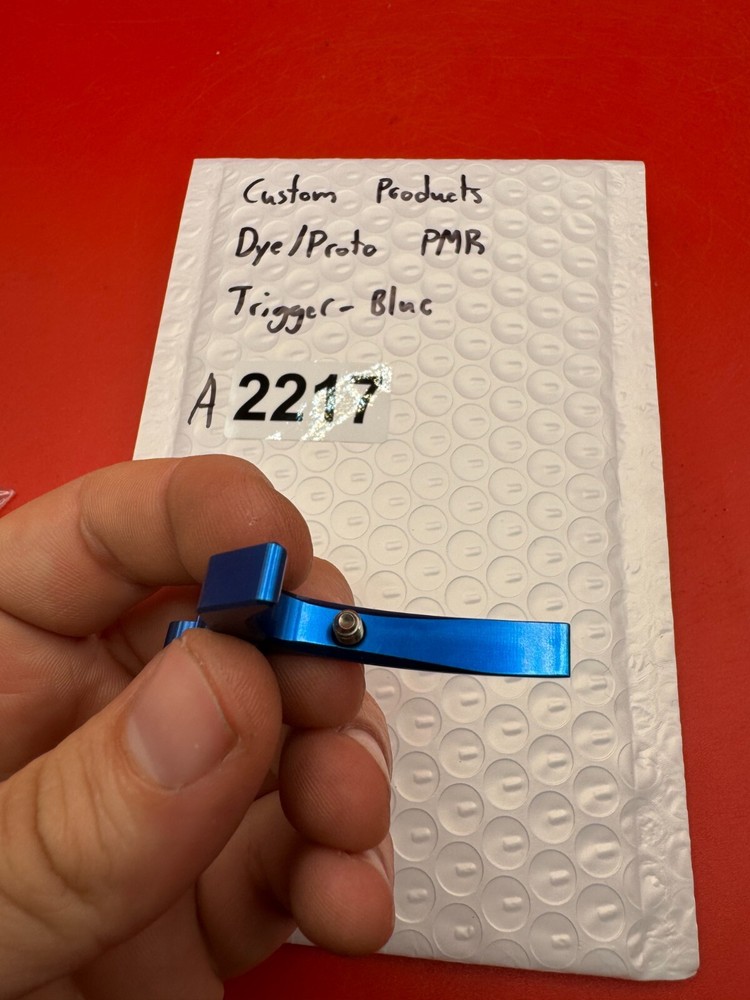 Custom Products
Dye/Proto PMR
Trigger- Blue
A 2217